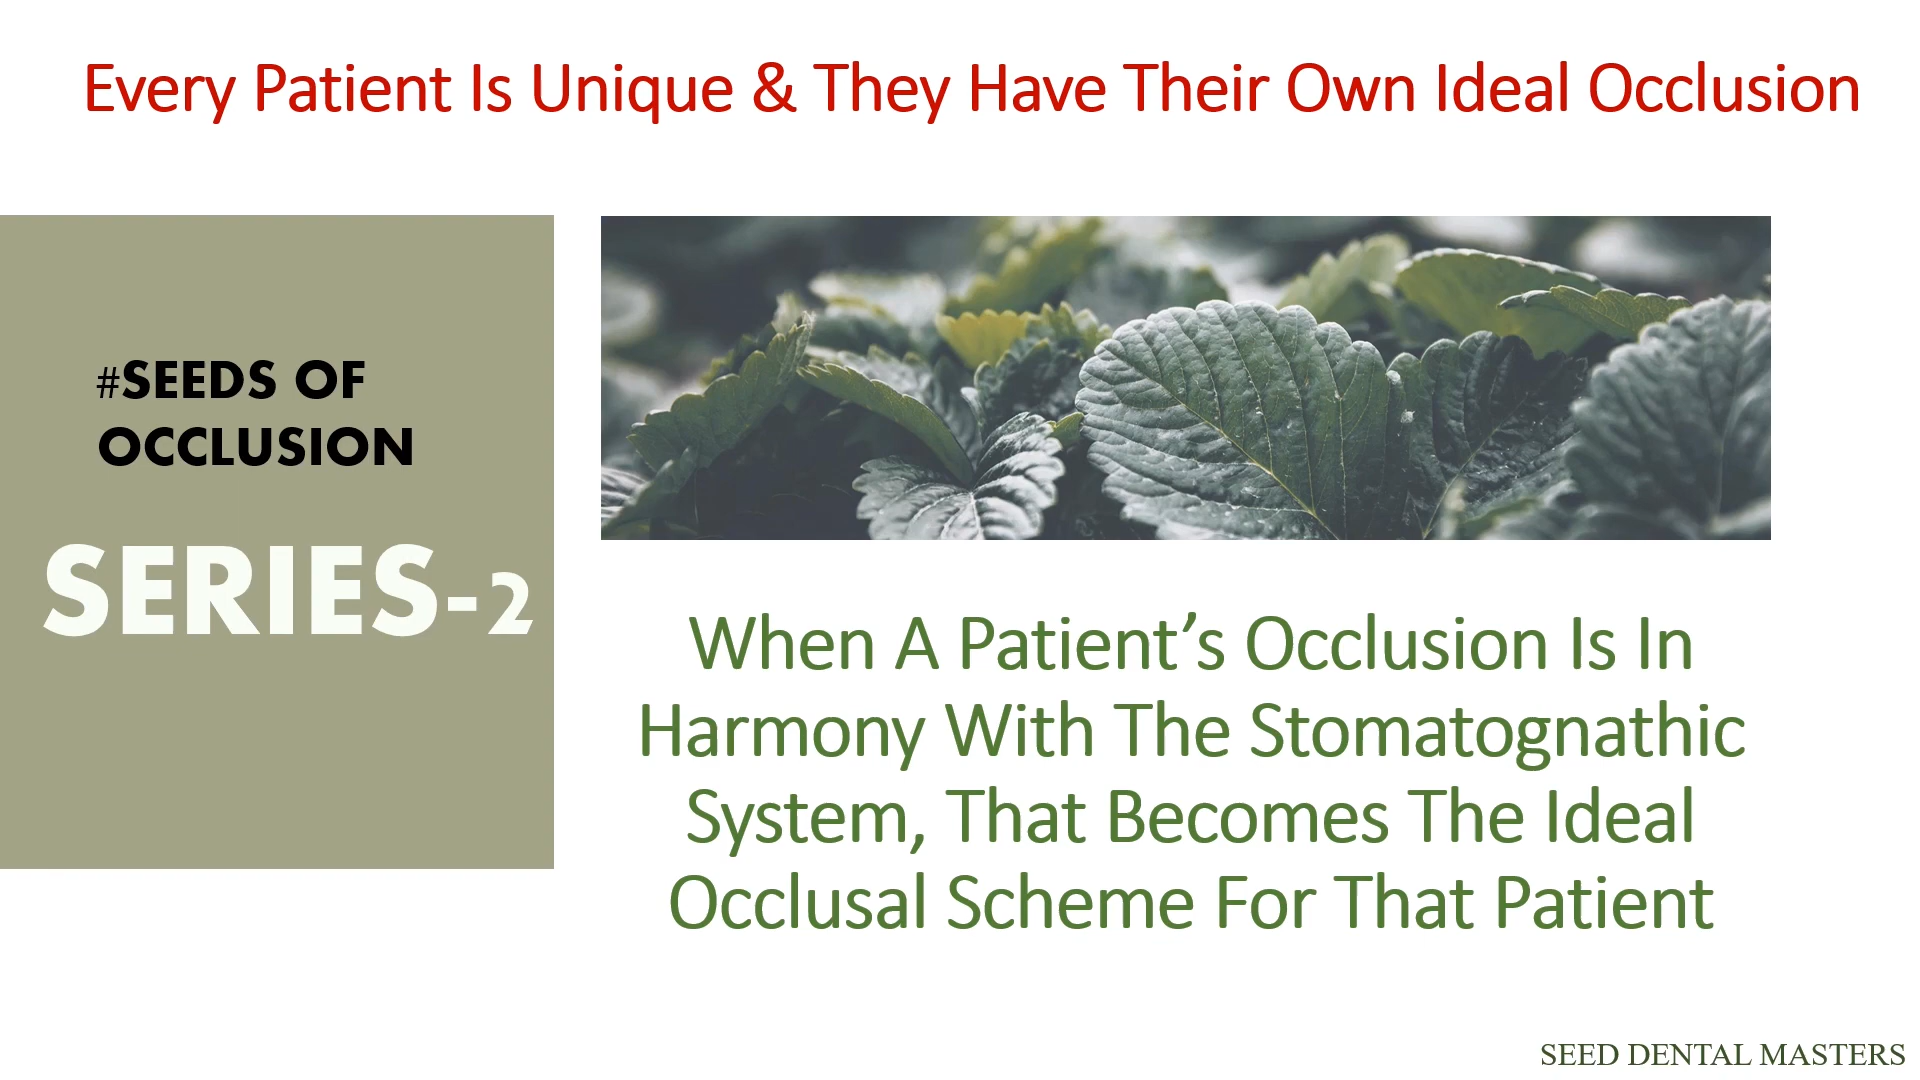 Every Patient Is Unique & They Have Their Own Ideal Occlusion
#SEEDS OF
OCCLUSION
SERIES-2
When A Patient’s Occlusion Is In
Harmony With The Stomatognathic
System, That Becomes The Ideal
Occlusal Scheme For That Patient
SEED DENTAL MASTERS